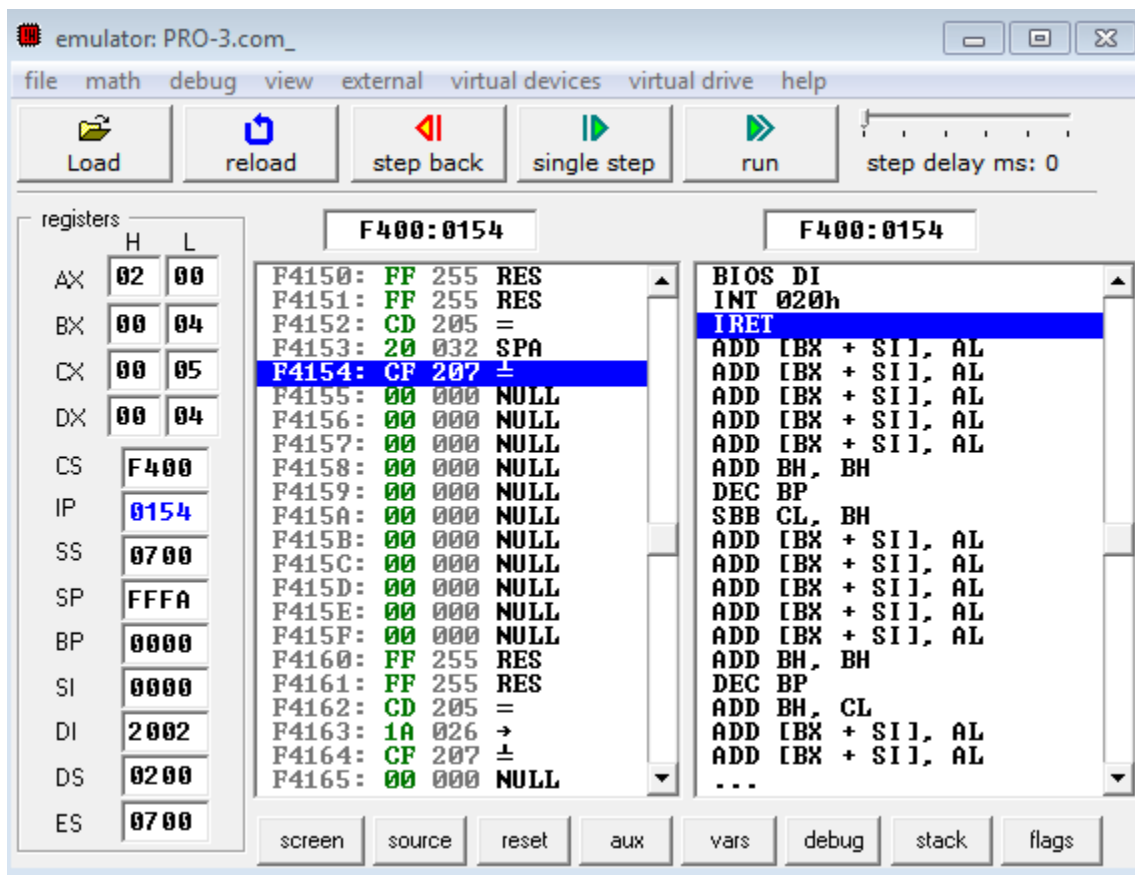 emulator: PRO-3.com_
file math debug view external virtual devices virtual drive help
Load reload step back single step run step delay ms: 0
registers
H L
AX 02 00
BX 00 04
CX 00 05
DX 00 04
CS F400
IP 0154
SS 0700
SP FFFA
BP 0000
SI 0000
DI 2002
DS 0200
ES 0700
F400:0154
F4150: FF 255 RES
F4151: FF 255 RES
F4152: CD 205 =
F4153: 20 032 SPA
F4154: CF 207 ╧
F4155: 00 000 NULL
F4156: 00 000 NULL
F4157: 00 000 NULL
F4158: 00 000 NULL
F4159: 00 000 NULL
F415A: 00 000 NULL
F415B: 00 000 NULL
F415C: 00 000 NULL
F415D: 00 000 NULL
F415E: 00 000 NULL
F415F: 00 000 NULL
F4160: FF 255 RES
F4161: FF 255 RES
F4162: CD 205 =
F4163: 1A 026 →
F4164: CF 207 ╧
F4165: 00 000 NULL
F400:0154
BIOS DI
INT 020h
IRET
ADD [BX + SI], AL
ADD [BX + SI], AL
ADD [BX + SI], AL
ADD [BX + SI], AL
ADD [BX + SI], AL
ADD BH, BH
DEC BP
SBB CL, BH
ADD [BX + SI], AL
ADD [BX + SI], AL
ADD [BX + SI], AL
ADD [BX + SI], AL
ADD [BX + SI], AL
ADD BH, BH
DEC BP
ADD BH, CL
ADD [BX + SI], AL
ADD [BX + SI], AL
...
screen source reset aux vars debug stack flags